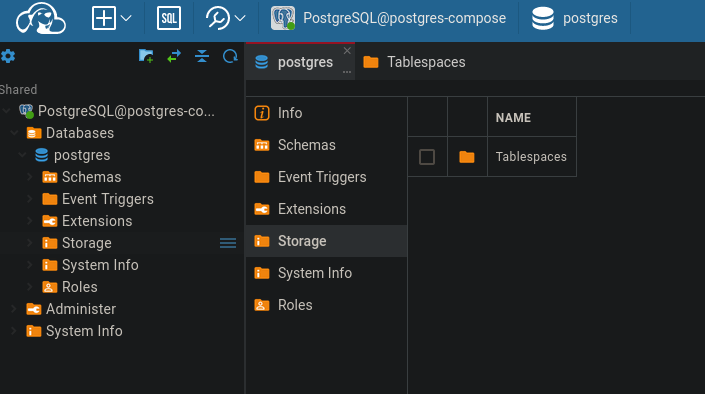 SQL
PostgreSQL@postgres-compose
postgres
postgres
Tablespaces
Shared
PostgreSQL@postgres-co...
Databases
postgres
Schemas
Event Triggers
Extensions
Storage
System Info
Roles
Administer
System Info
Info
Schemas
Event Triggers
Extensions
Storage
System Info
Roles
NAME
Tablespaces